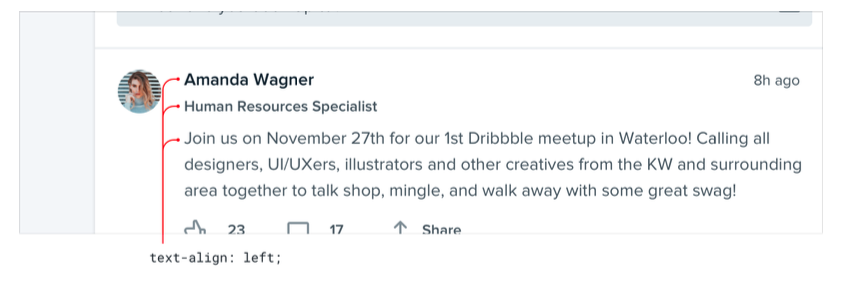 Amanda Wagner
8h ago
Human Resources Specialist
Join us on November 27th for our 1st Dribbble meetup in Waterloo! Calling all
designers, UI/UXers, illustrators and other creatives from the KW and surrounding
area together to talk shop, mingle, and walk away with some great swag!
23 17 Share
text-align: left;